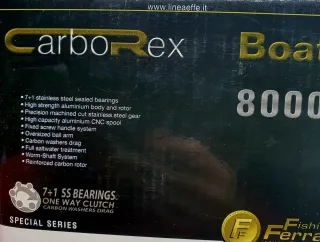 www.lineaeffe.it
CarboRex Boat
8000
• 7+1 stainless steel sealed bearings
• High strength aluminium body and rotor
• Precision machined cut stainless steel gear
• High capacity aluminium CNC spool
• Fixed screw handle system
• Oversized bail arm
• Carbon washers drag
• Full saltwater treatment
• Worm-Shaft System
• Reinforced carbon rotor
7+1 SS BEARINGS.
ONE WAY CLUTCH
CARBON WASHERS DRAG
SPECIAL SERIES
FF
Fishi
Ferra